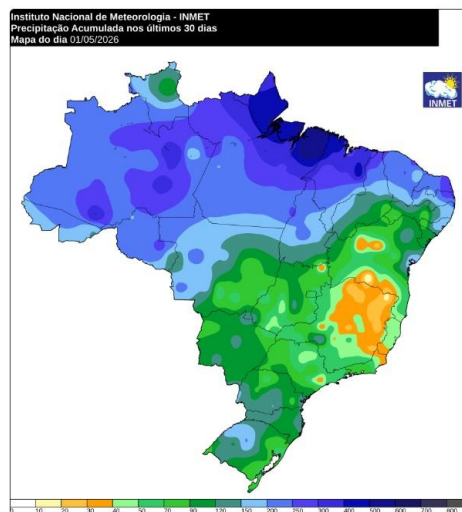 Instituto Nacional de Meteorologia - INMET
Precipitação Acumulada nos últimos 30 dias
Mapa do dia 01/05/2026
INMET
0 10 20 30 40 50 70 90 120 150 200 250 300 400 500 600 700 800